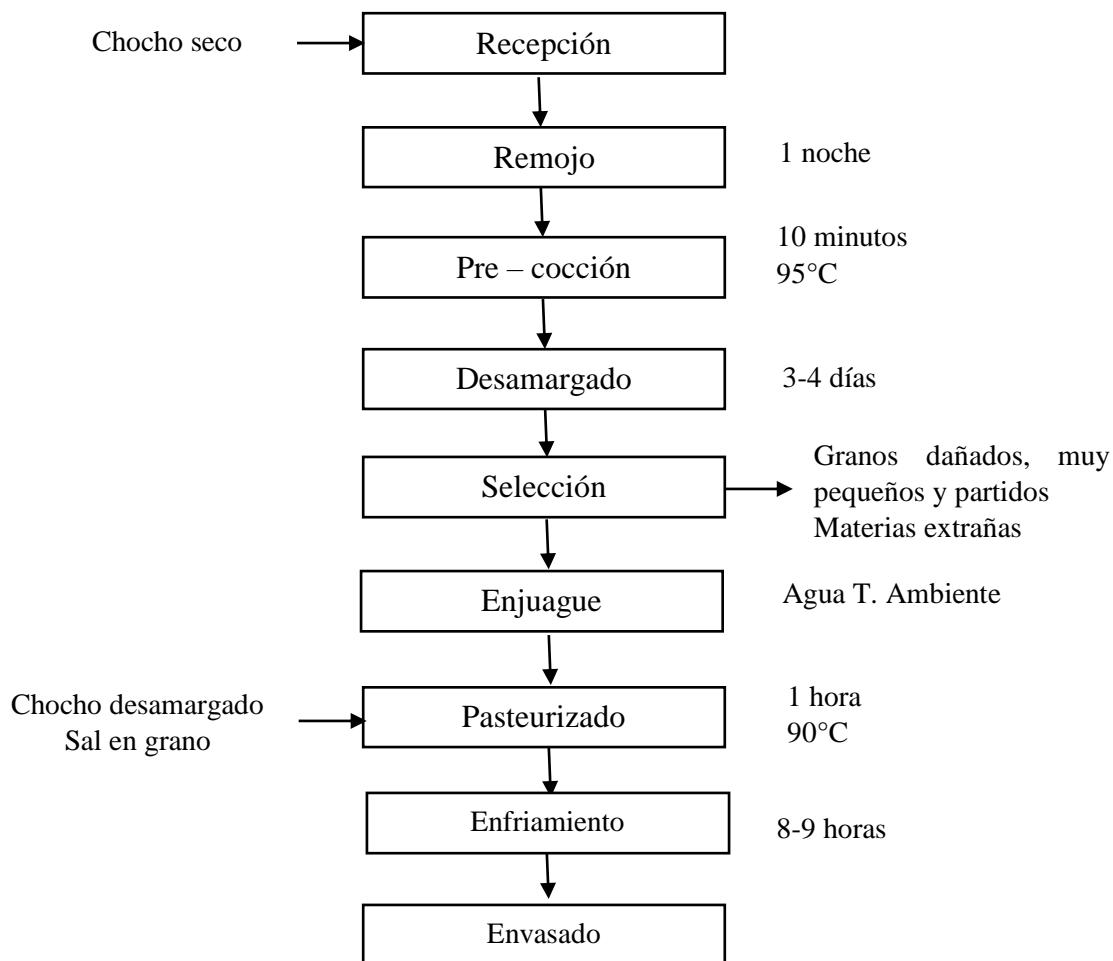 Chocho seco
Recepción
Remojo
1 noche
Pre – cocción
10 minutos
95°C
Desamargado
3-4 días
Selección
Granos dañados, muy
pequeños y partidos
Materias extrañas
Enjuague
Agua T. Ambiente
Chocho desamargado
Sal en grano
Pasteurizado
1 hora
90°C
Enfriamiento
8-9 horas
Envasado